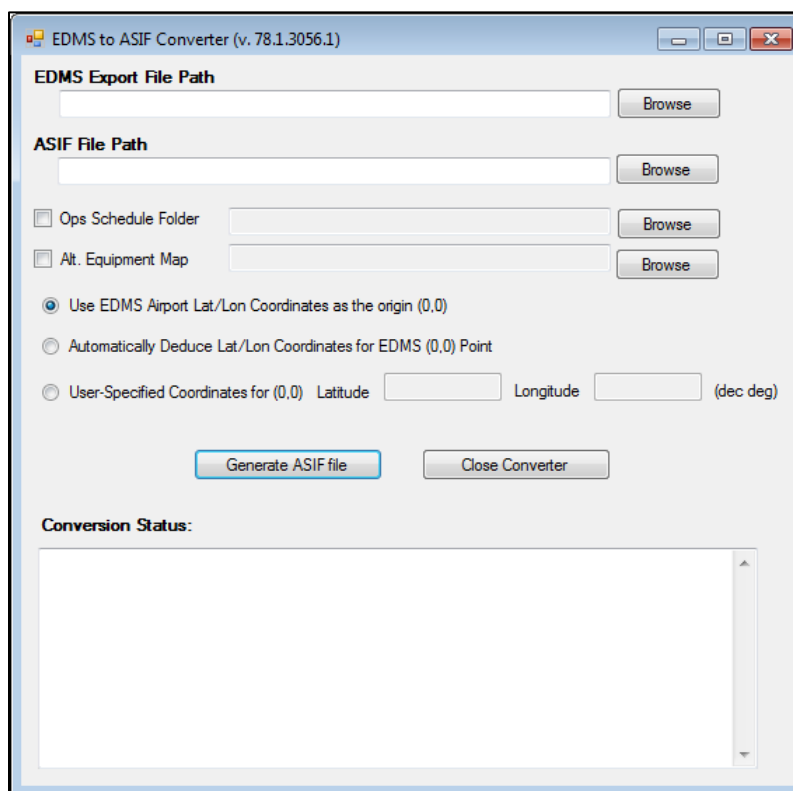 EDMS to ASIF Converter (v. 78.1.3056.1)
EDMS Export File Path
Browse
ASIF File Path
Browse
Ops Schedule Folder Browse
Alt. Equipment Map Browse
Use EDMS Airport Lat/Lon Coordinates as the origin (0,0)
Automatically Deduce Lat/Lon Coordinates for EDMS (0,0) Point
User-Specified Coordinates for (0,0) Latitude Longitude (dec deg)
Generate ASIF file Close Converter
Conversion Status: